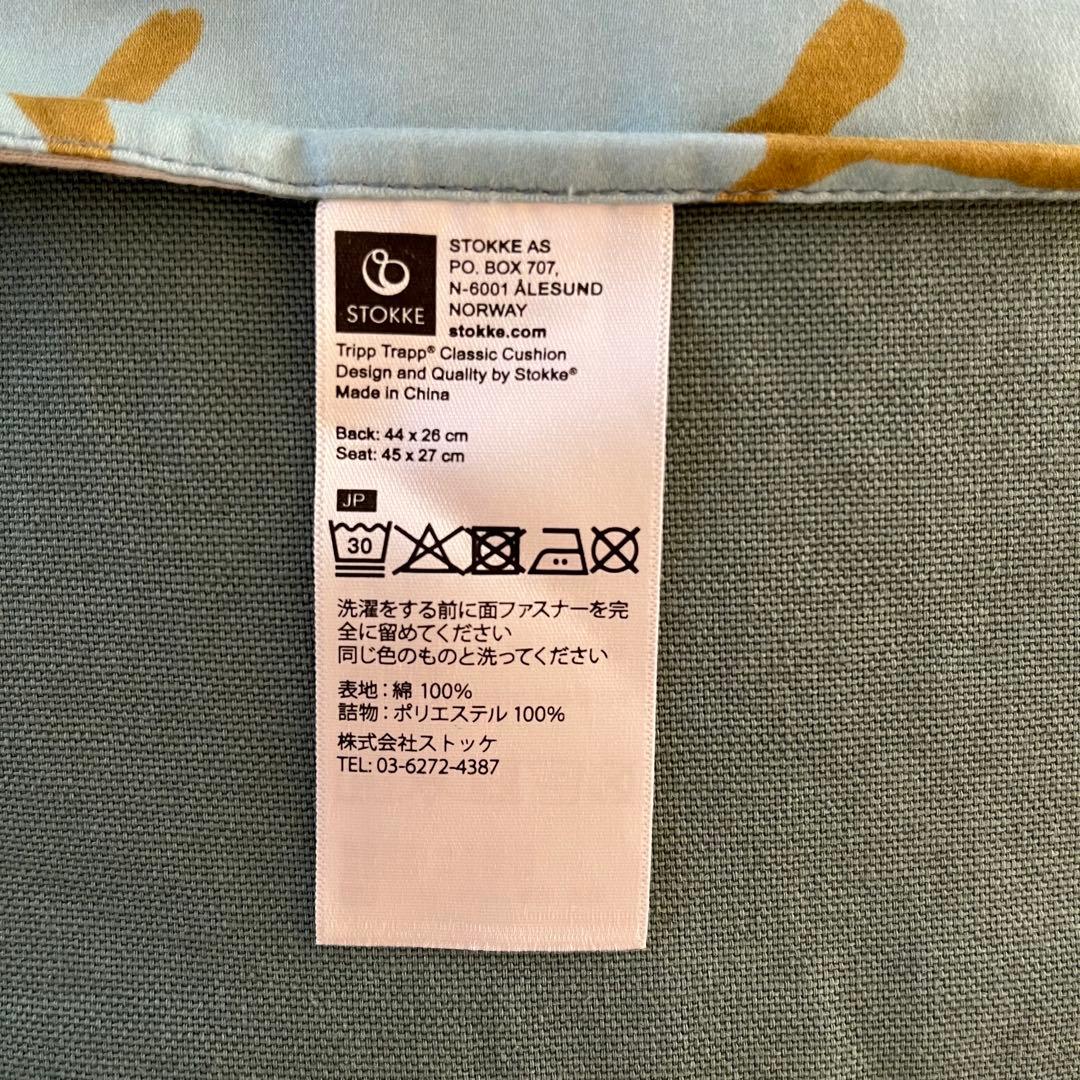 STOKKE
STOKKE AS
PO. BOX 707,
N-6001 ÅLESUND
NORWAY
stokke.com
Tripp Trapp® Classic Cushion
Design and Quality by Stokke®
Made in China
Back: 44 x 26 cm
Seat: 45 x 27 cm
JP
30
洗濯をする前に面ファスナーを完
全に留めてください
同じ色のものと洗ってください
表地：綿 100%
詰物：ポリエステル 100%
株式会社ストッケ
TEL: 03-6272-4387